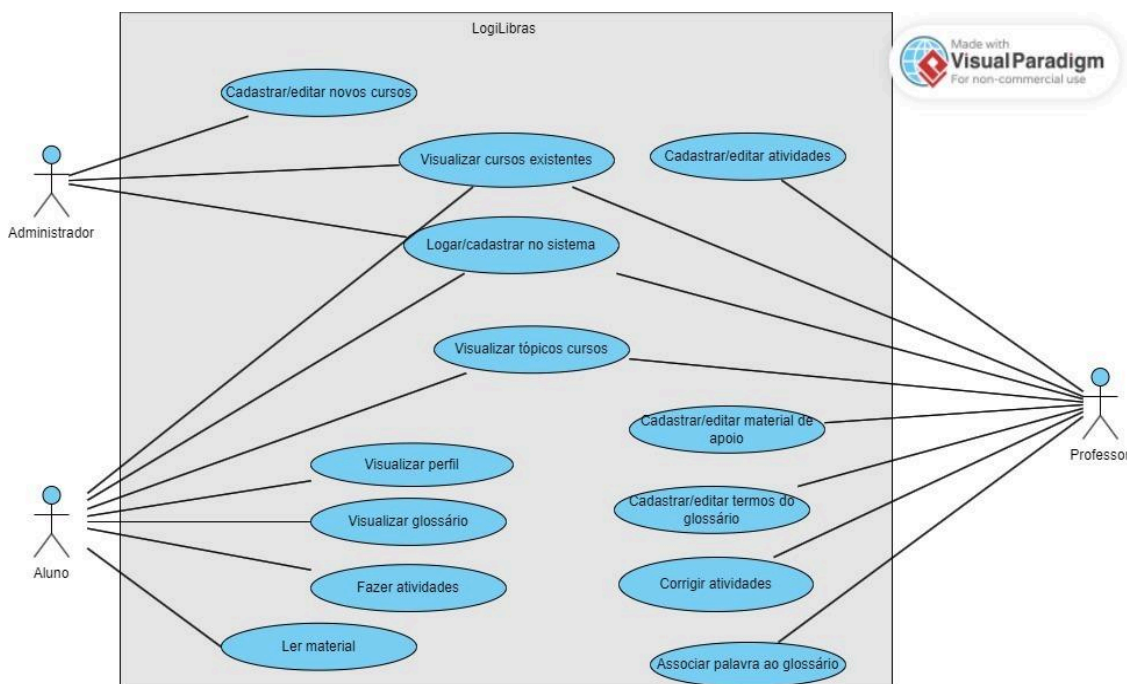 LogiLibras
Made with
VisualParadigm
For non-commercial use
Cadastrar/editar novos cursos
Visualizar cursos existentes
Cadastrar/editar atividades
Administrador
Logar/cadastrar no sistema
Visualizar tópicos cursos
Cadastrar/editar material de
apoio
Professor
Visualizar perfil
Cadastrar/editar termos do
glossário
Visualizar glossário
Aluno
Fazer atividades
Corrigir atividades
Ler material
Associar palavra ao glossário